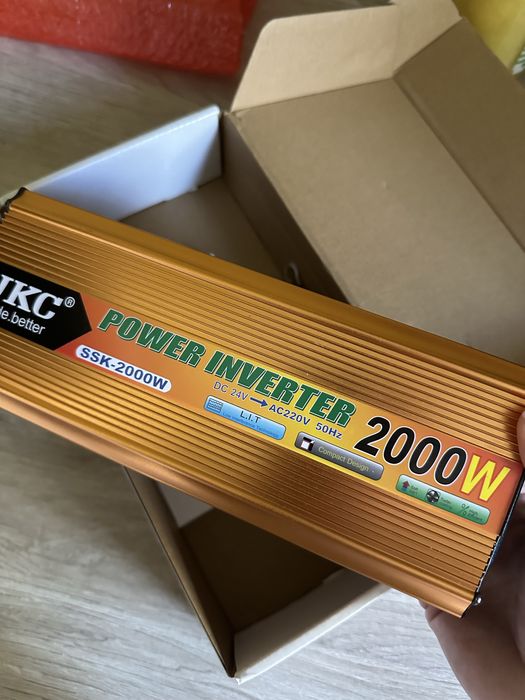 UKC®
de.better
POWER INVERTER
SSK-2000W
DC 24V → AC220V 50Hz
2000W
L.I.T
Compact Design